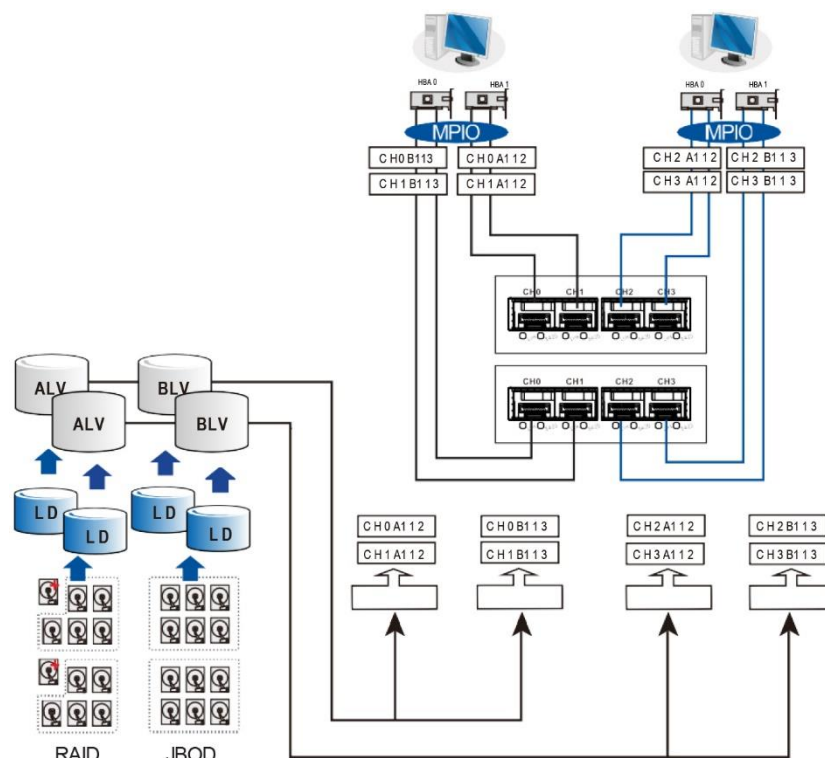 HBA 0
HBA 1
HBA 0
HBA 1
MPIO
MPIO
CH0B113
CH0A112
CH2 A112
CH2 B113
CH1B113
CH1A112
CH3 A112
CH3 B113
CH0
CH1
CH2
CH3
CH0
CH1
CH2
CH3
ALV
BLV
ALV
BLV
LD
LD
LD
LD
CH0A112
CH0B113
CH2A112
CH2B113
CH1A112
CH1B113
CH3A112
CH3B113
RAID
JBOD